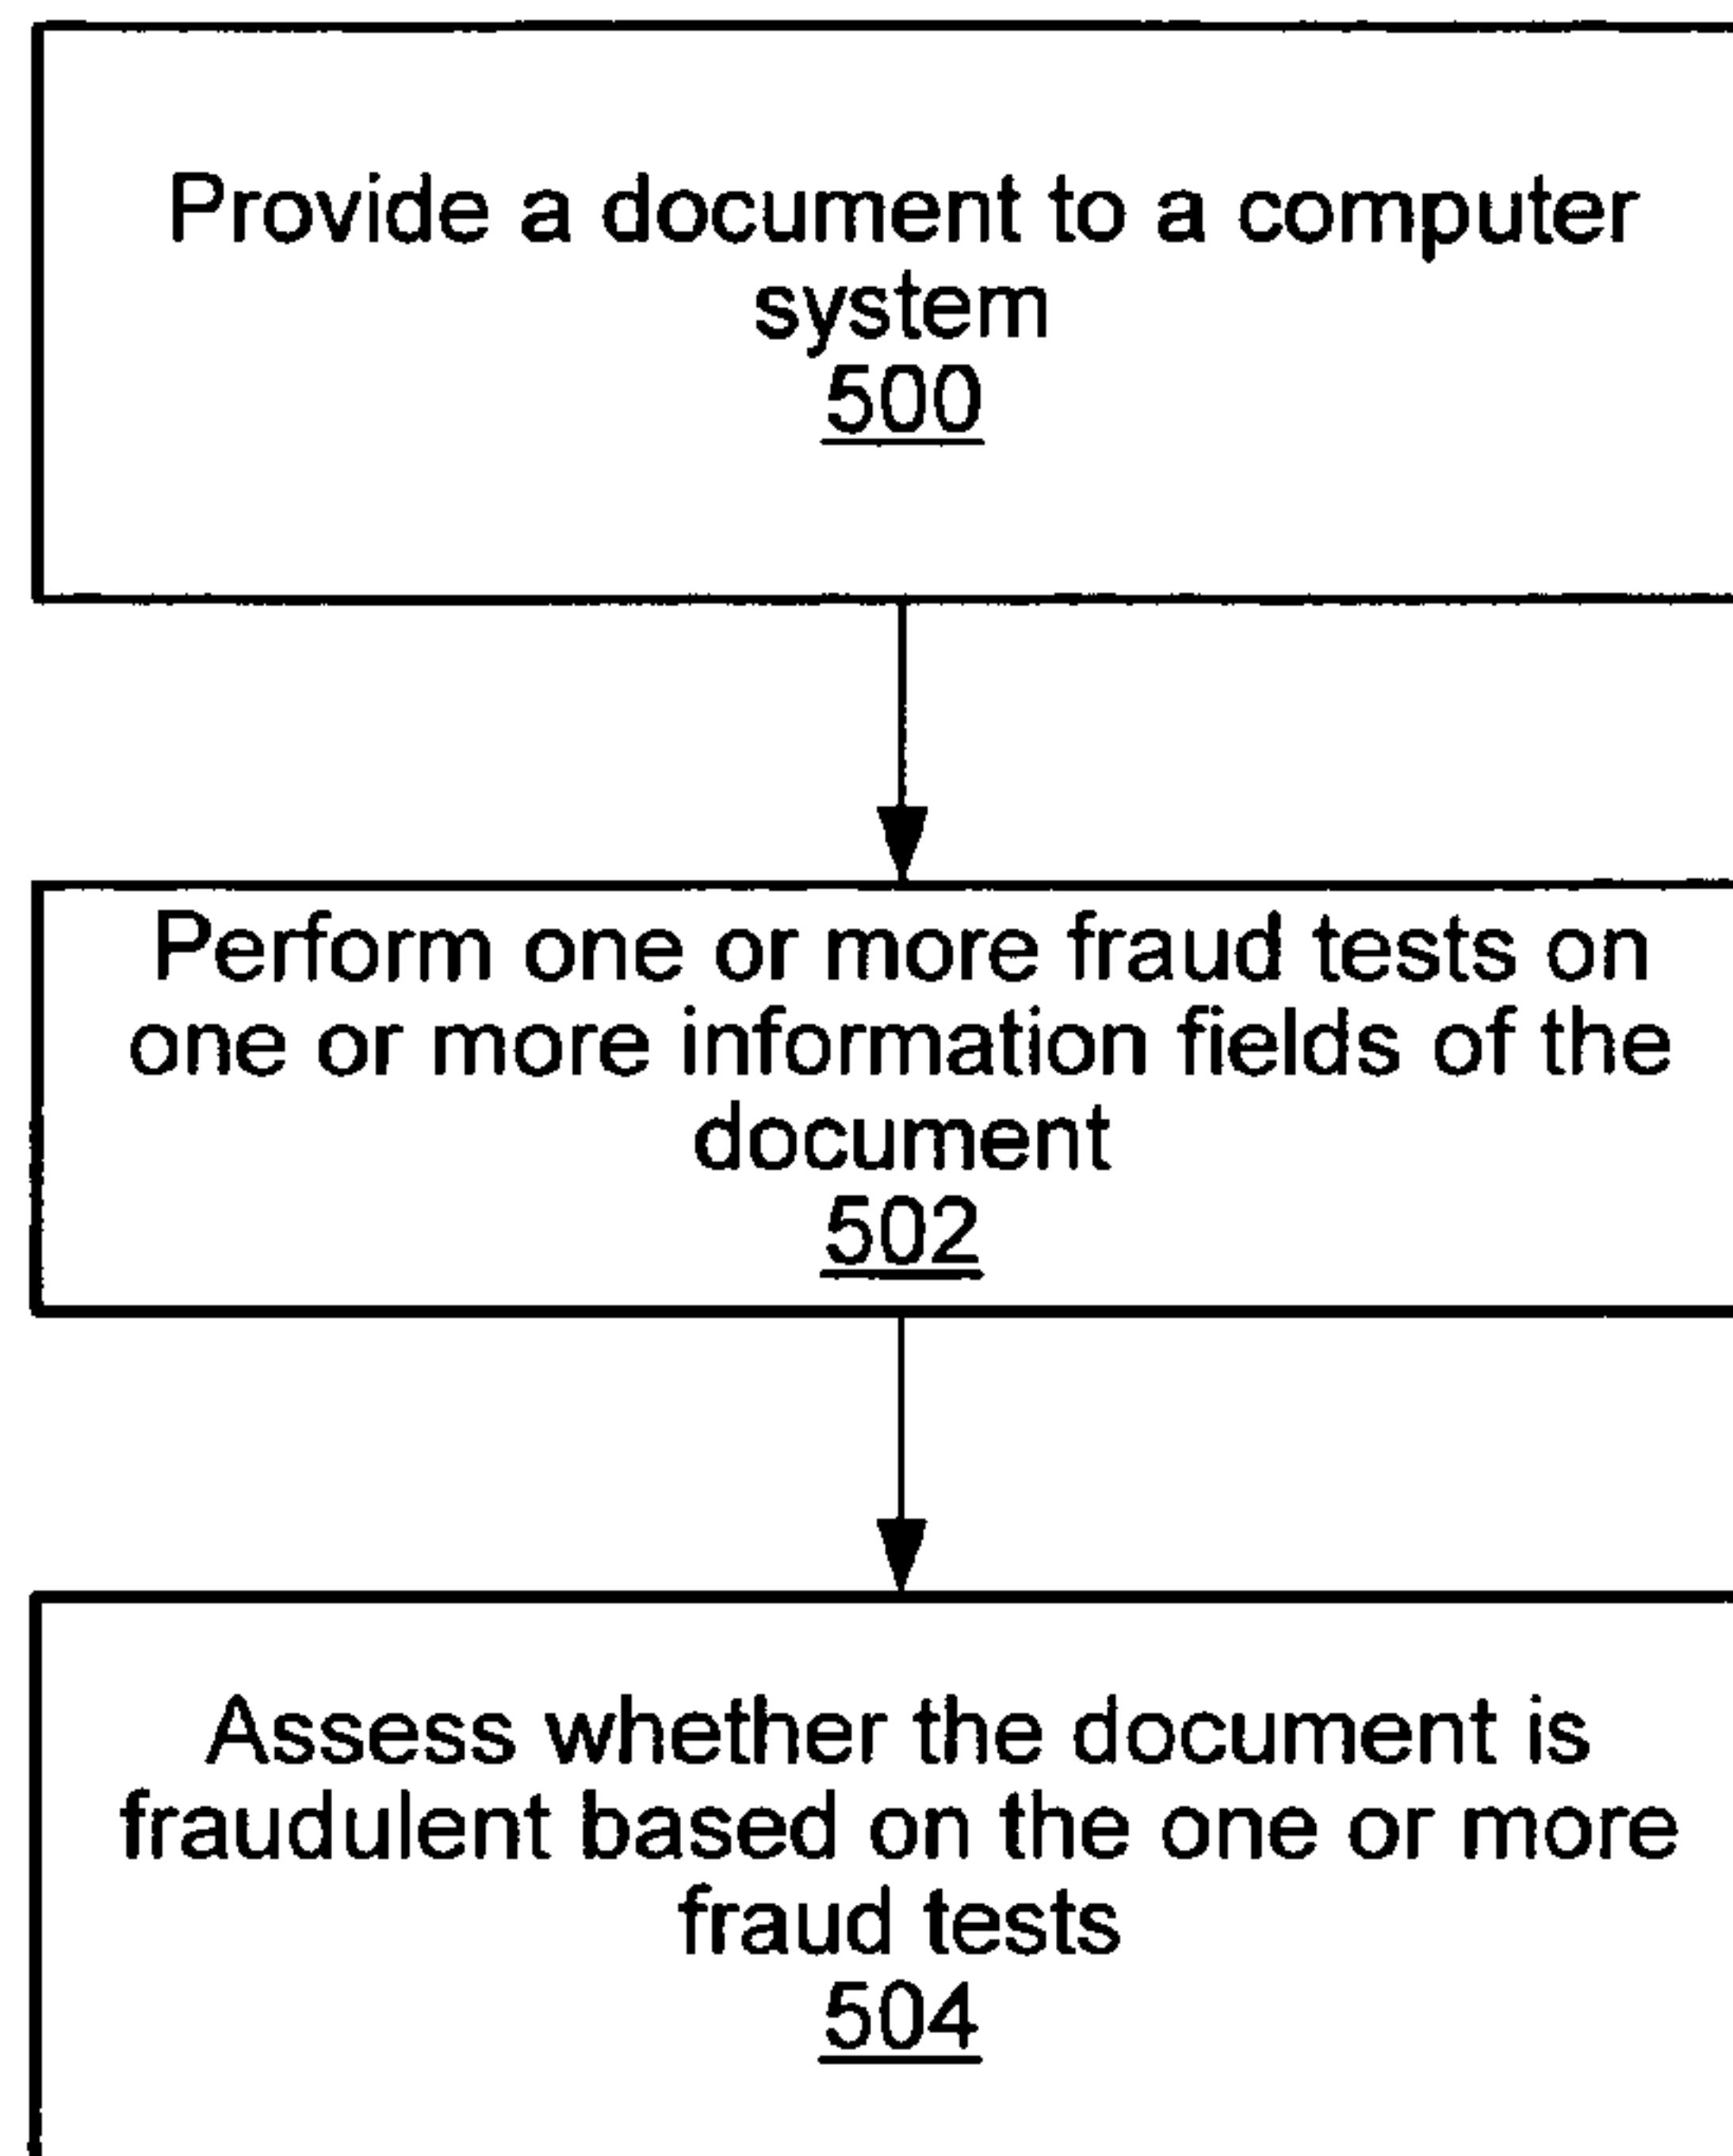 Provide a document to a computer
system
500
Perform one or more fraud tests on
one or more information fields of the
document
502
Assess whether the document is
fraudulent based on the one or more
fraud tests
504